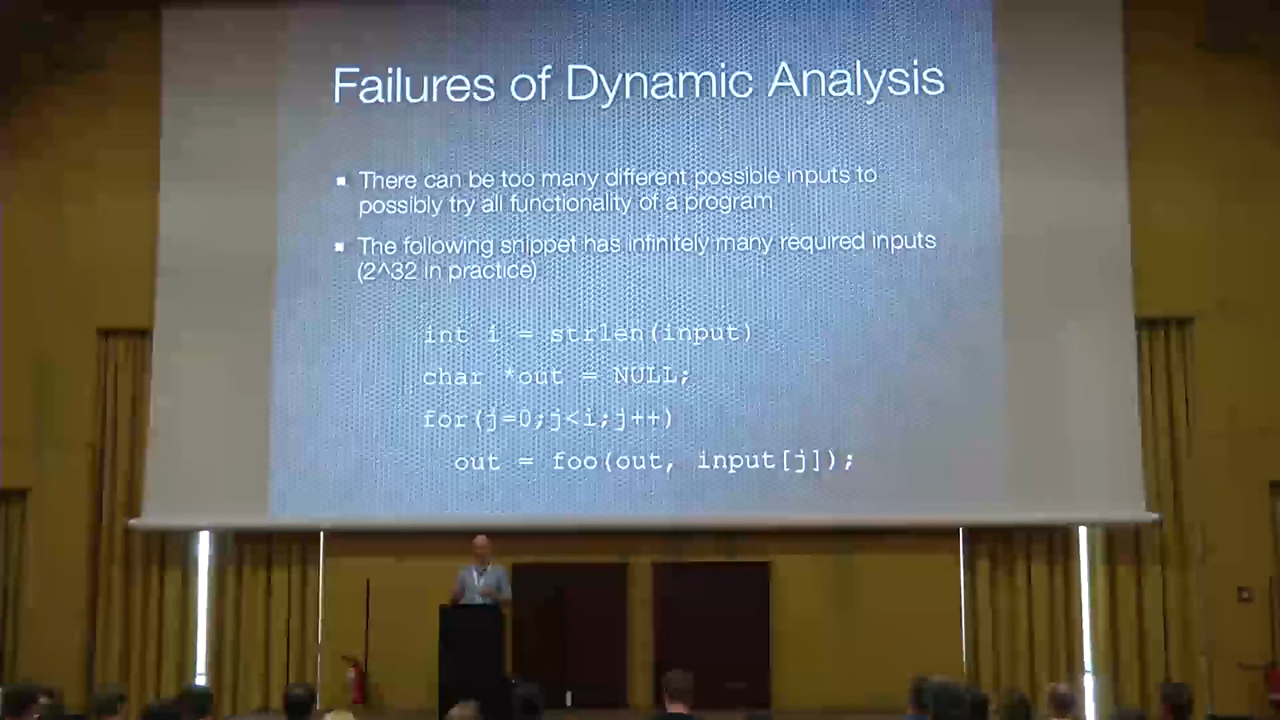 Failures of Dynamic Analysis
There can be too many different possible inputs to
possibly try all functionality of a program
The following snippet has infinitely many required inputs
(2^32 in practice)
int i = strlen(input)
char *out = NULL;
for(j=0;j<i;j++)
out = foo(out, input[j]);